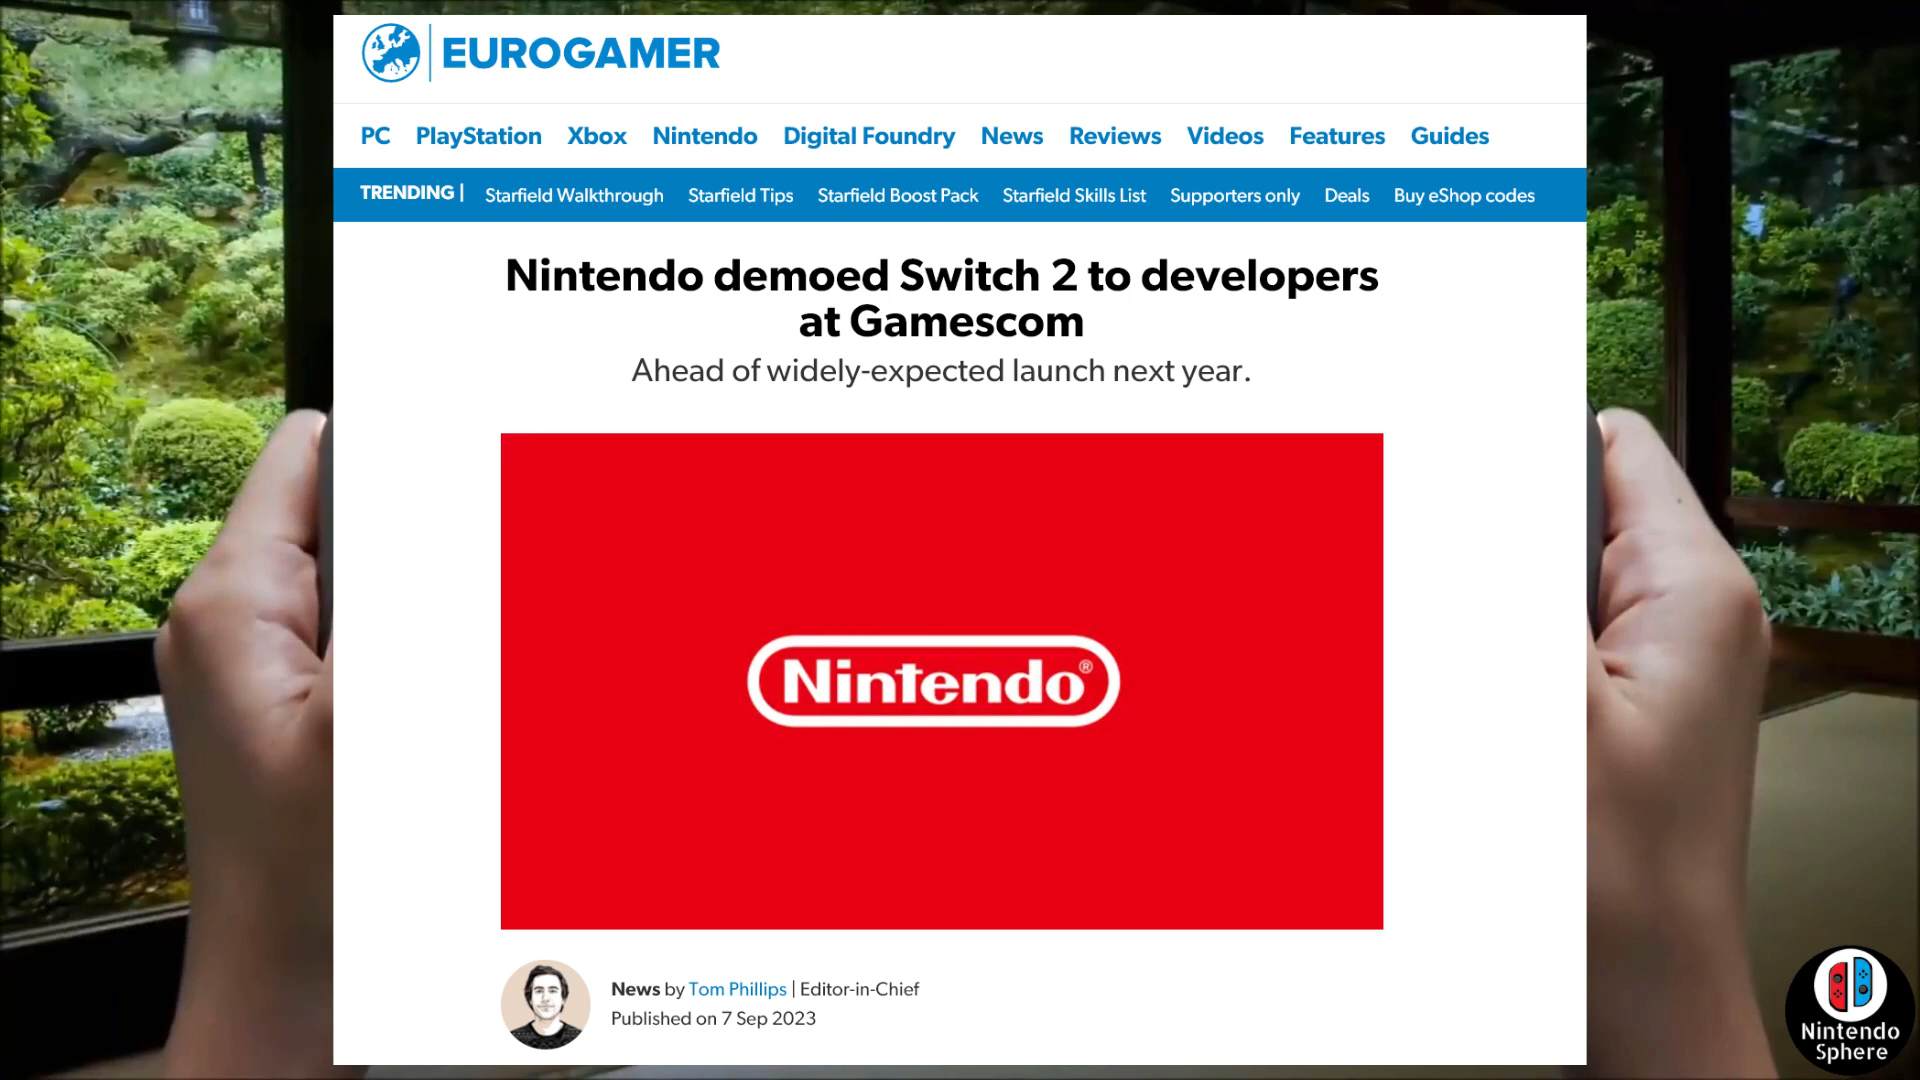 EUROGAMER
PC PlayStation Xbox Nintendo Digital Foundry News Reviews Videos Features Guides
TRENDING | Starfield Walkthrough Starfield Tips Starfield Boost Pack Starfield Skills List Supporters only Deals Buy eShop codes
Nintendo demoed Switch 2 to developers
at Gamescom
Ahead of widely-expected launch next year.
Nintendo®
News by Tom Phillips | Editor-in-Chief
Published on 7 Sep 2023
Nintendo
Sphere